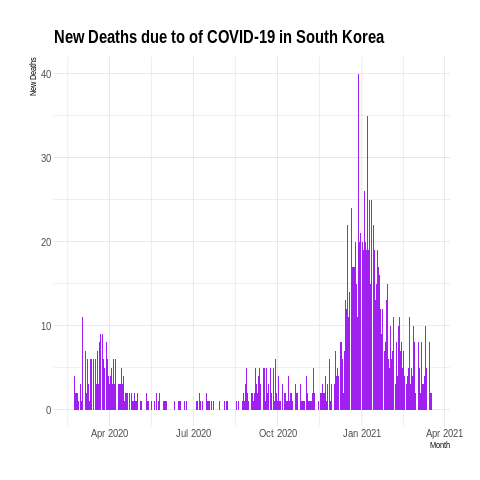 New Deaths due to of COVID-19 in South Korea
New Deaths
40
30
20
10
0
Apr 2020 Jul 2020 Oct 2020 Jan 2021 Apr 2021
Month